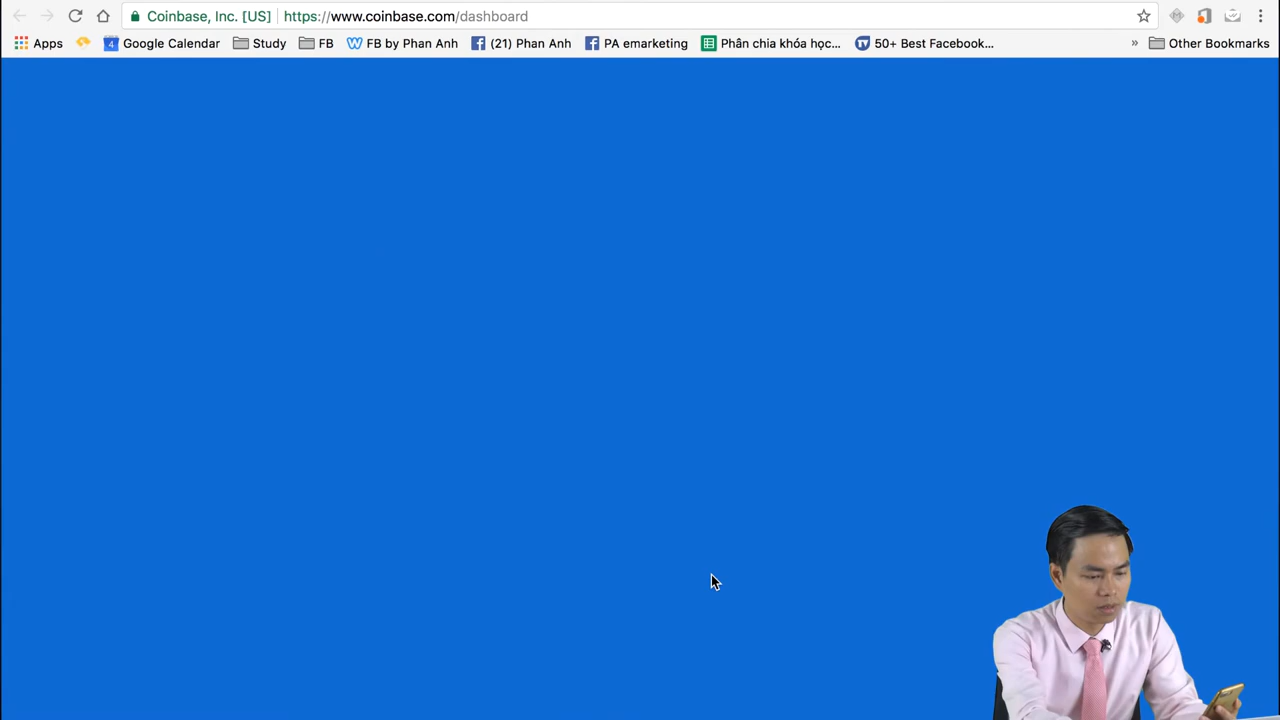 Coinbase, Inc. [US] https://www.coinbase.com/dashboard
Apps 4 Google Calendar Study FB W FB by Phan Anh f (21) Phan Anh f PA emarketing Phân chia khóa học... 50+ Best Facebook... » Other Bookmarks